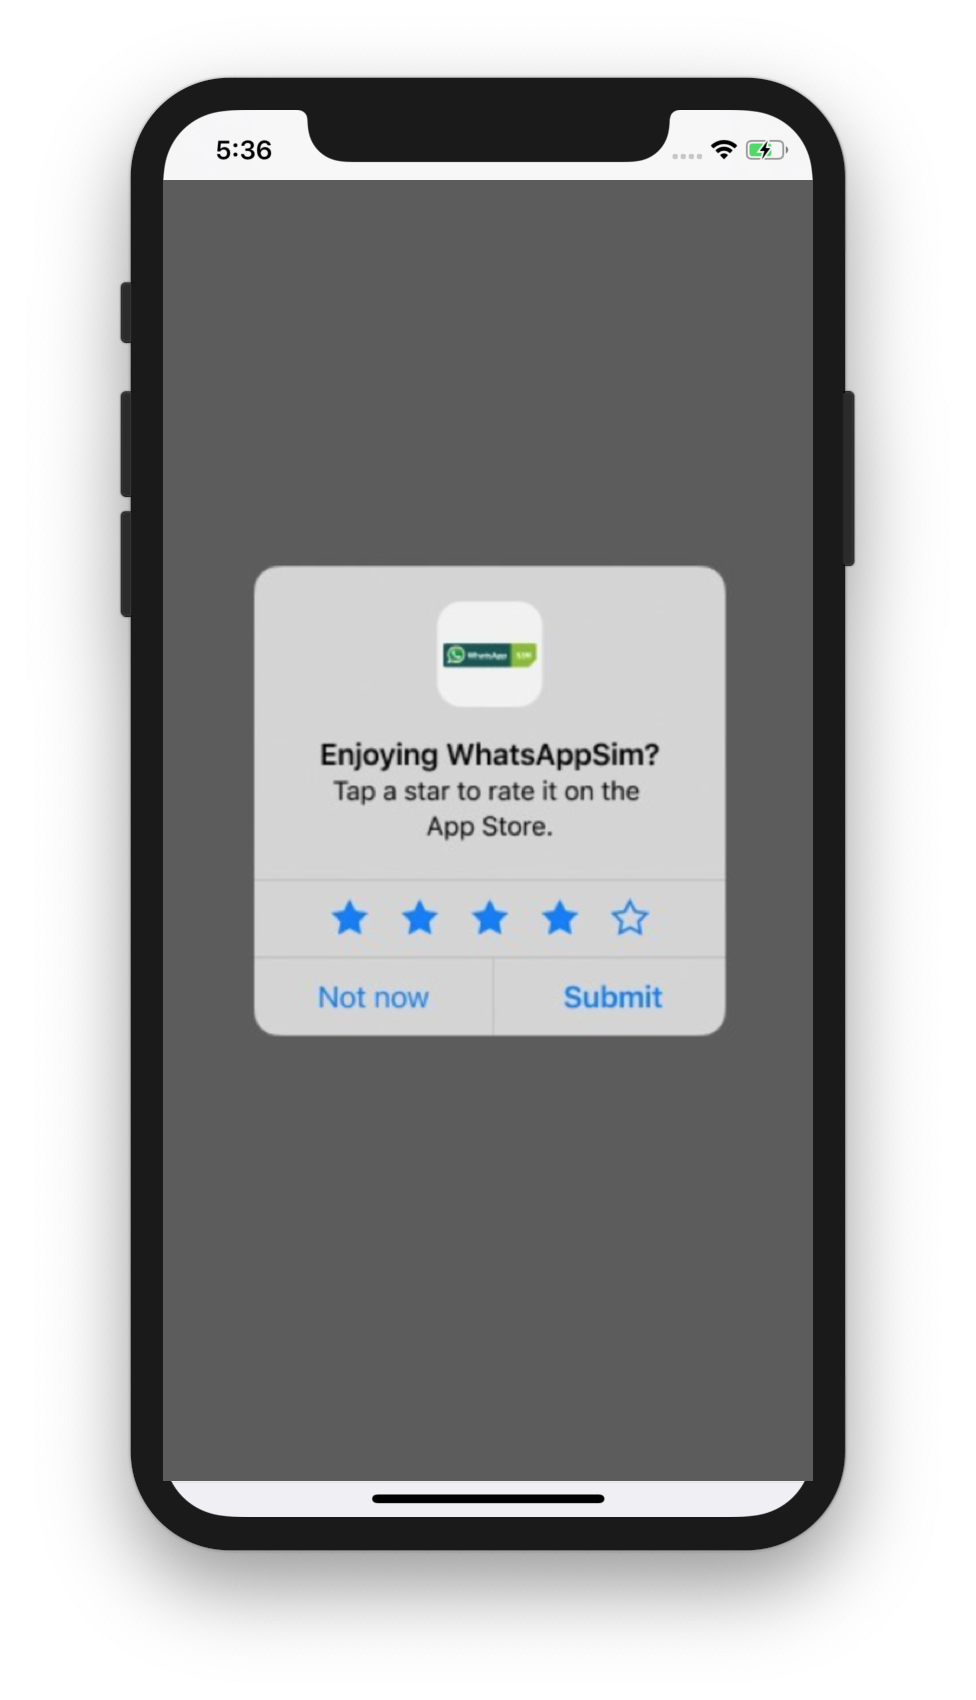 5:36
WhatsApp SIM
Enjoying WhatsAppSim?
Tap a star to rate it on the
App Store.
Not now
Submit